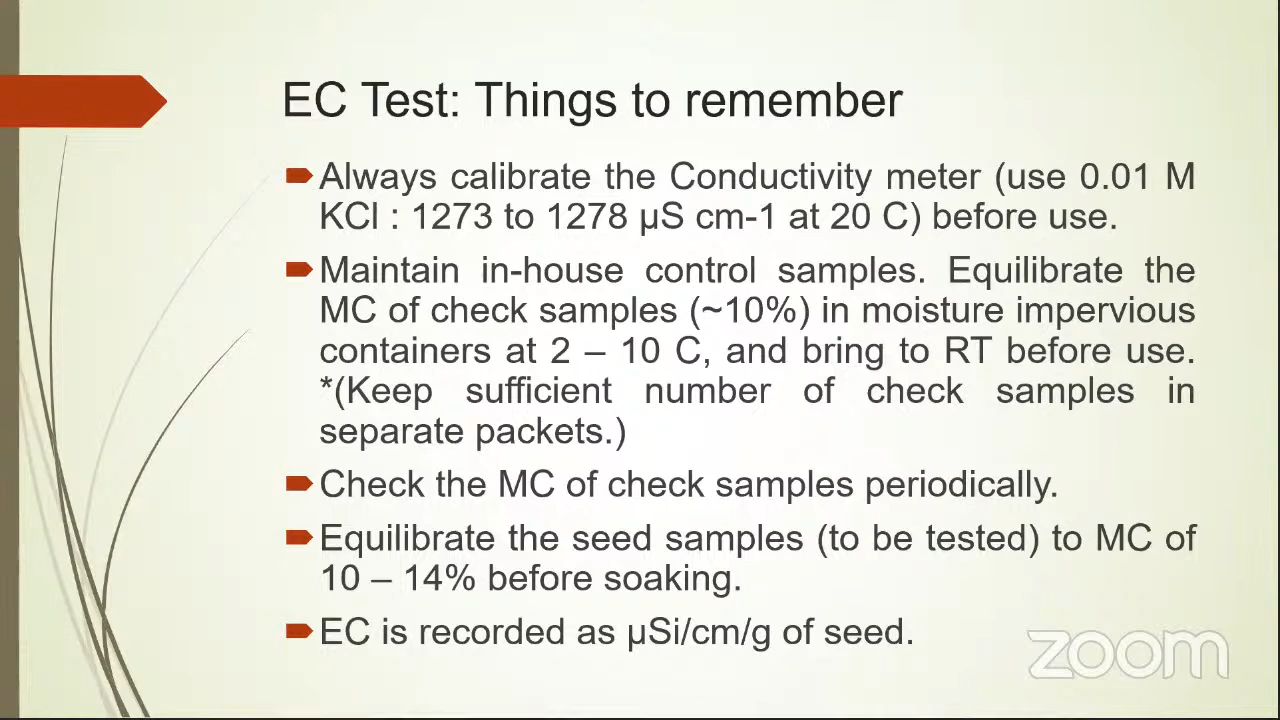 EC Test: Things to remember
Always calibrate the Conductivity meter (use 0.01 M
KCl : 1273 to 1278 µS cm-1 at 20 C) before use.
Maintain in-house control samples. Equilibrate the
MC of check samples (~10%) in moisture impervious
containers at 2 – 10 C, and bring to RT before use.
*(Keep sufficient number of check samples in
separate packets.)
Check the MC of check samples periodically.
Equilibrate the seed samples (to be tested) to MC of
10 – 14% before soaking.
EC is recorded as µSi/cm/g of seed.
zoom